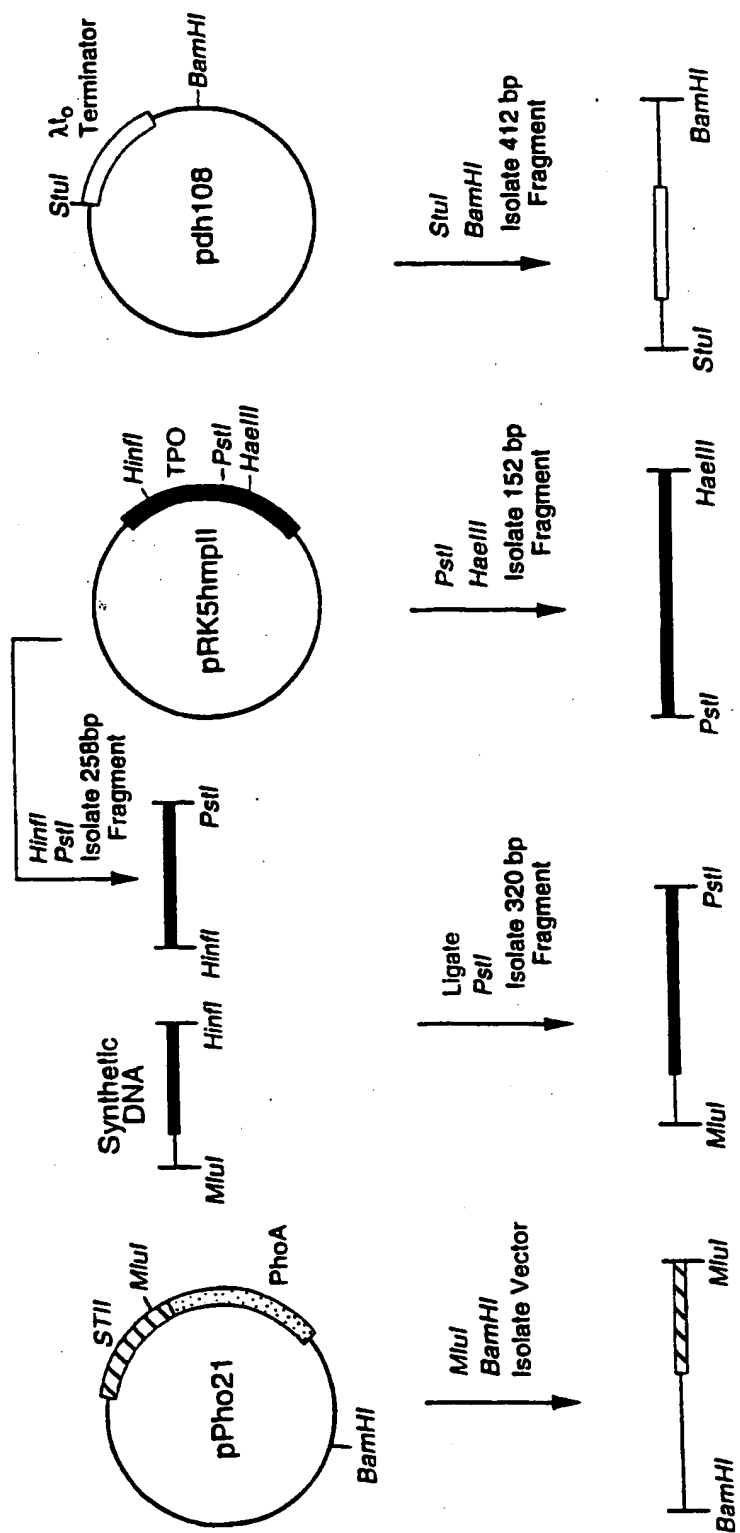 STII
MluI
PhoA
pPho21
BamHI
MluI
BamHI
Isolate Vector
BamHI
MluI
Synthetic
DNA
MluI
HinfI
HinfI
PstI
Isolate 258bp
Fragment
HinfI
PstI
Ligate
PstI
Isolate 320 bp
Fragment
MluI
PstI
HinfI
TPO
PstI
HaeIII
pRK5hmpII
PstI
HaeIII
Isolate 152 bp
Fragment
PstI
HaeIII
StuI
λt₀
Terminator
BamHI
pdh108
StuI
BamHI
Isolate 412 bp
Fragment
StuI
BamHI